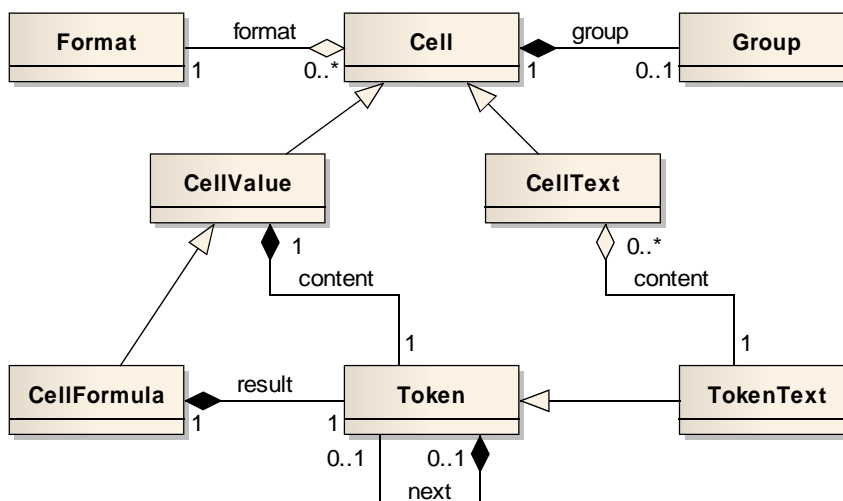 Format format Cell group Group
1 0..* 1 0..1
CellValue CellText
1 0..*
content content
1 1
CellFormula result Token TokenText
1 1
0..1 0..1
next